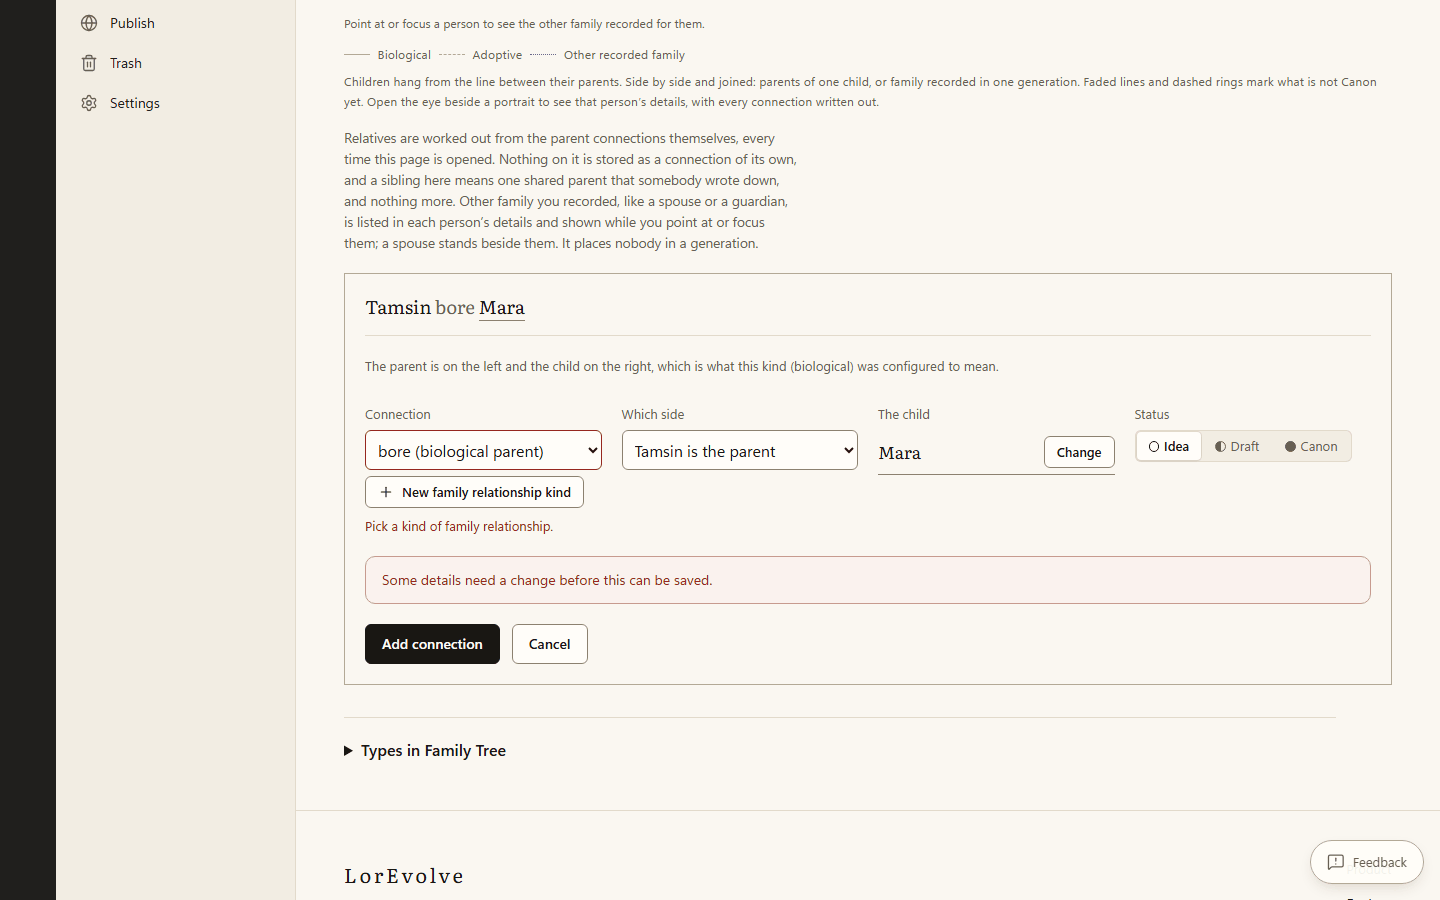 Publish
Trash
Settings
Point at or focus a person to see the other family recorded for them.
Biological Adoptive Other recorded family
Children hang from the line between their parents. Side by side and joined: parents of one child, or family recorded in one generation. Faded lines and dashed rings mark what is not Canon
yet. Open the eye beside a portrait to see that person's details, with every connection written out.
Relatives are worked out from the parent connections themselves, every
time this page is opened. Nothing on it is stored as a connection of its own,
and a sibling here means one shared parent that somebody wrote down,
and nothing more. Other family you recorded, like a spouse or a guardian,
is listed in each person's details and shown while you point at or focus
them; a spouse stands beside them. It places nobody in a generation.
Tamsin bore Mara
The parent is on the left and the child on the right, which is what this kind (biological) was configured to mean.
Connection Which side The child Status
bore (biological parent) Tamsin is the parent Mara Change Idea Draft Canon
New family relationship kind
Pick a kind of family relationship.
Some details need a change before this can be saved.
Add connection Cancel
Types in Family Tree
LorEvolve
Feedback